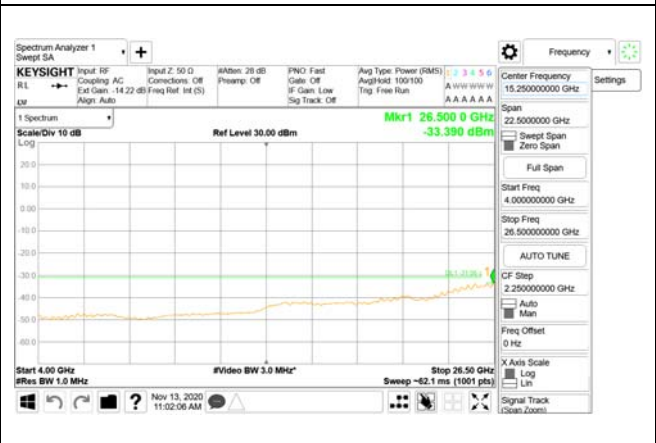 Spectrum Analyzer 1
Swept SA
+
Frequency
KEYSIGHT
RL
Input: RF
Coupling: AC
Ext Gain: -14.22 dB
Align: Auto
Input Z: 50 Ω
Corrections: Off
Freq Ref: Int (S)
#Atten: 28 dB
Preamp: Off
PNO: Fast
Gate: Off
IF Gain: Low
Sig Track: Off
Avg Type: Power (RMS)
Avg|Hold: 100/100
Trig: Free Run
1 2 3 4 5 6
A W W W W W
A A A A A A
1 Spectrum
Scale/Div 10 dB
Ref Level 30.00 dBm
Mkr1 26.500 0 GHz
-33.390 dBm
Log
20.0
10.0
0.00
-10.0
-20.0
-30.0
-40.0
-50.0
-60.0
1
Start 4.00 GHz
#Res BW 1.0 MHz
#Video BW 3.0 MHz*
Stop 26.50 GHz
Sweep ~62.1 ms (1001 pts)
Nov 13, 2020
11:02:06 AM
Center Frequency
15.250000000 GHz
Settings
Span
22.5000000000 GHz
Swept Span
Zero Span
Full Span
Start Freq
4.000000000 GHz
Stop Freq
26.500000000 GHz
AUTO TUNE
CF Step
2.250000000 GHz
Auto
Man
Freq Offset
0 Hz
X Axis Scale
Log
Lin
Signal Track
(Span Zoom)